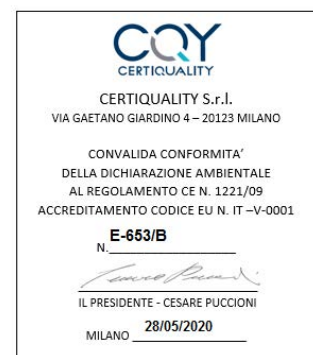 CQY
CERTIQUALITY
CERTIQUALITY S.r.l.
VIA GAETANO GIARDINO 4 – 20123 MILANO
CONVALIDA CONFORMITA’
DELLA DICHIARAZIONE AMBIENTALE
AL REGOLAMENTO CE N. 1221/09
ACCREDITAMENTO CODICE EU N. IT –V-0001
N. E-653/B
IL PRESIDENTE - CESARE PUCCIONI
MILANO 28/05/2020